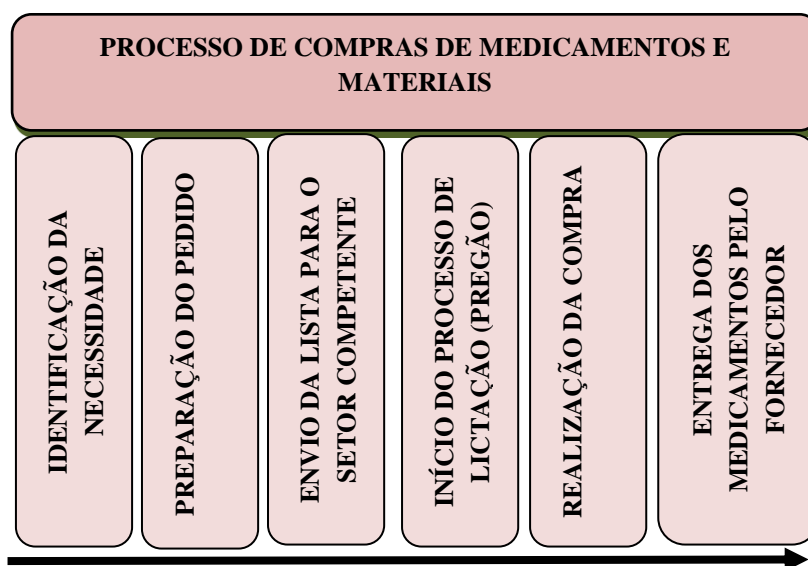 PROCESSO DE COMPRAS DE MEDICAMENTOS E
MATERIAIS
IDENTIFICAÇÃO DA
NECESSIDADE
PREPARAÇÃO DO PEDIDO
ENVIO DA LISTA PARA O
SETOR COMPETENTE
INÍCIO DO PROCESSO DE
LICTAÇÃO (PREGÃO)
REALIZAÇÃO DA COMPRA
ENTREGA DOS
MEDICAMENTOS PELO
FORNECEDOR